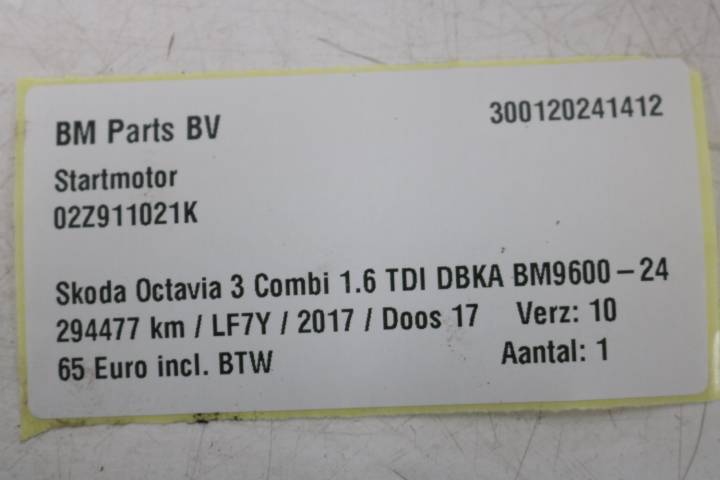 BM Parts BV 300120241412
Startmotor
02Z911021K
Skoda Octavia 3 Combi 1.6 TDI DBKA BM9600-24
294477 km / LF7Y / 2017 / Doos 17 Verz: 10
65 Euro incl. BTW Aantal: 1